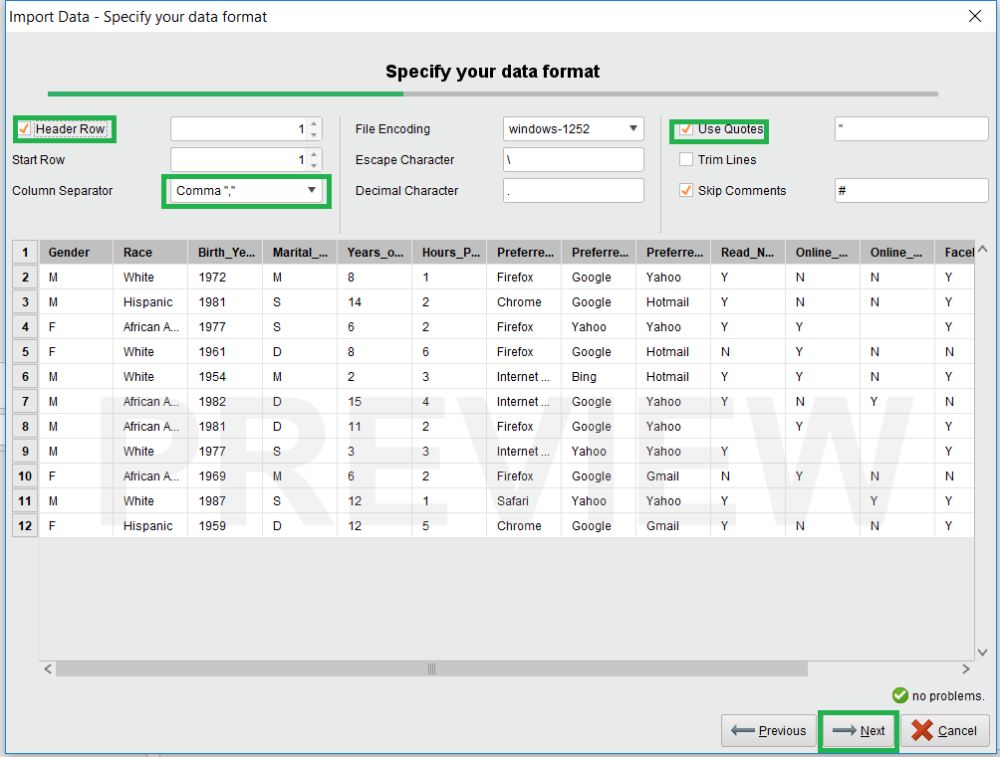 Import Data - Specify your data format
Specify your data format
Header Row 1 File Encoding windows-1252 Use Quotes "
Start Row 1 Escape Character \ Trim Lines
Column Separator Comma "," Decimal Character . Skip Comments #
1 Gender Race Birth_Ye... Marital_... Years_o... Hours_P... Preferre... Preferre... Preferre... Read_N... Online_... Online_... Facel
2 M White 1972 M 8 1 Firefox Google Yahoo Y N N Y
3 M Hispanic 1981 S 14 2 Chrome Google Hotmail Y N N Y
4 F African A... 1977 S 6 2 Firefox Yahoo Yahoo Y Y Y
5 F White 1961 D 8 6 Firefox Google Hotmail N Y N N
6 M White 1954 M 2 3 Internet ... Bing Hotmail Y Y N Y
7 M African A... 1982 D 15 4 Internet ... Google Yahoo Y N Y N
8 M African A... 1981 D 11 2 Firefox Google Yahoo Y Y
9 M White 1977 S 3 3 Internet ... Yahoo Yahoo Y Y
10 F African A... 1969 M 6 2 Firefox Google Gmail N Y N N
11 M White 1987 S 12 1 Safari Yahoo Yahoo Y Y Y
12 F Hispanic 1959 D 12 5 Chrome Google Gmail Y N N Y
PREVIEW
no problems.
Previous Next Cancel